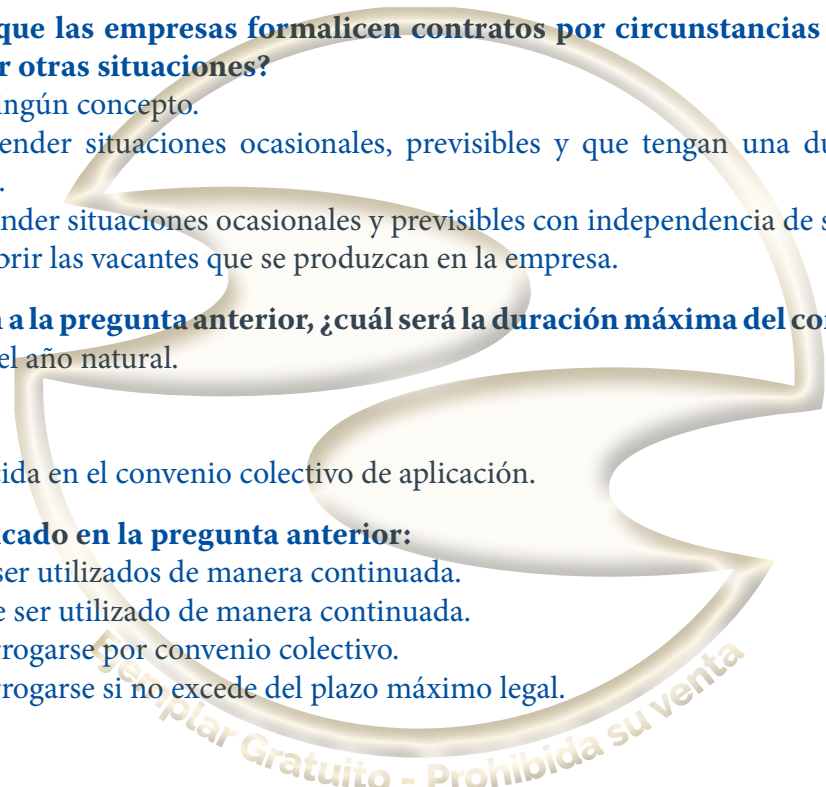 que las empresas formalicen contratos por circunstancias
r otras situaciones?
ingún concepto.
ender situaciones ocasionales, previsibles y que tengan una du
.
nder situaciones ocasionales y previsibles con independencia de s
brir las vacantes que se produzcan en la empresa.
n a la pregunta anterior, ¿cuál será la duración máxima del con
el año natural.
cida en el convenio colectivo de aplicación.
icado en la pregunta anterior:
ser utilizados de manera continuada.
e ser utilizado de manera continuada.
rrogarse por convenio colectivo.
rrogarse si no excede del plazo máximo legal.
Ejemplar Gratuito - Prohibida su venta